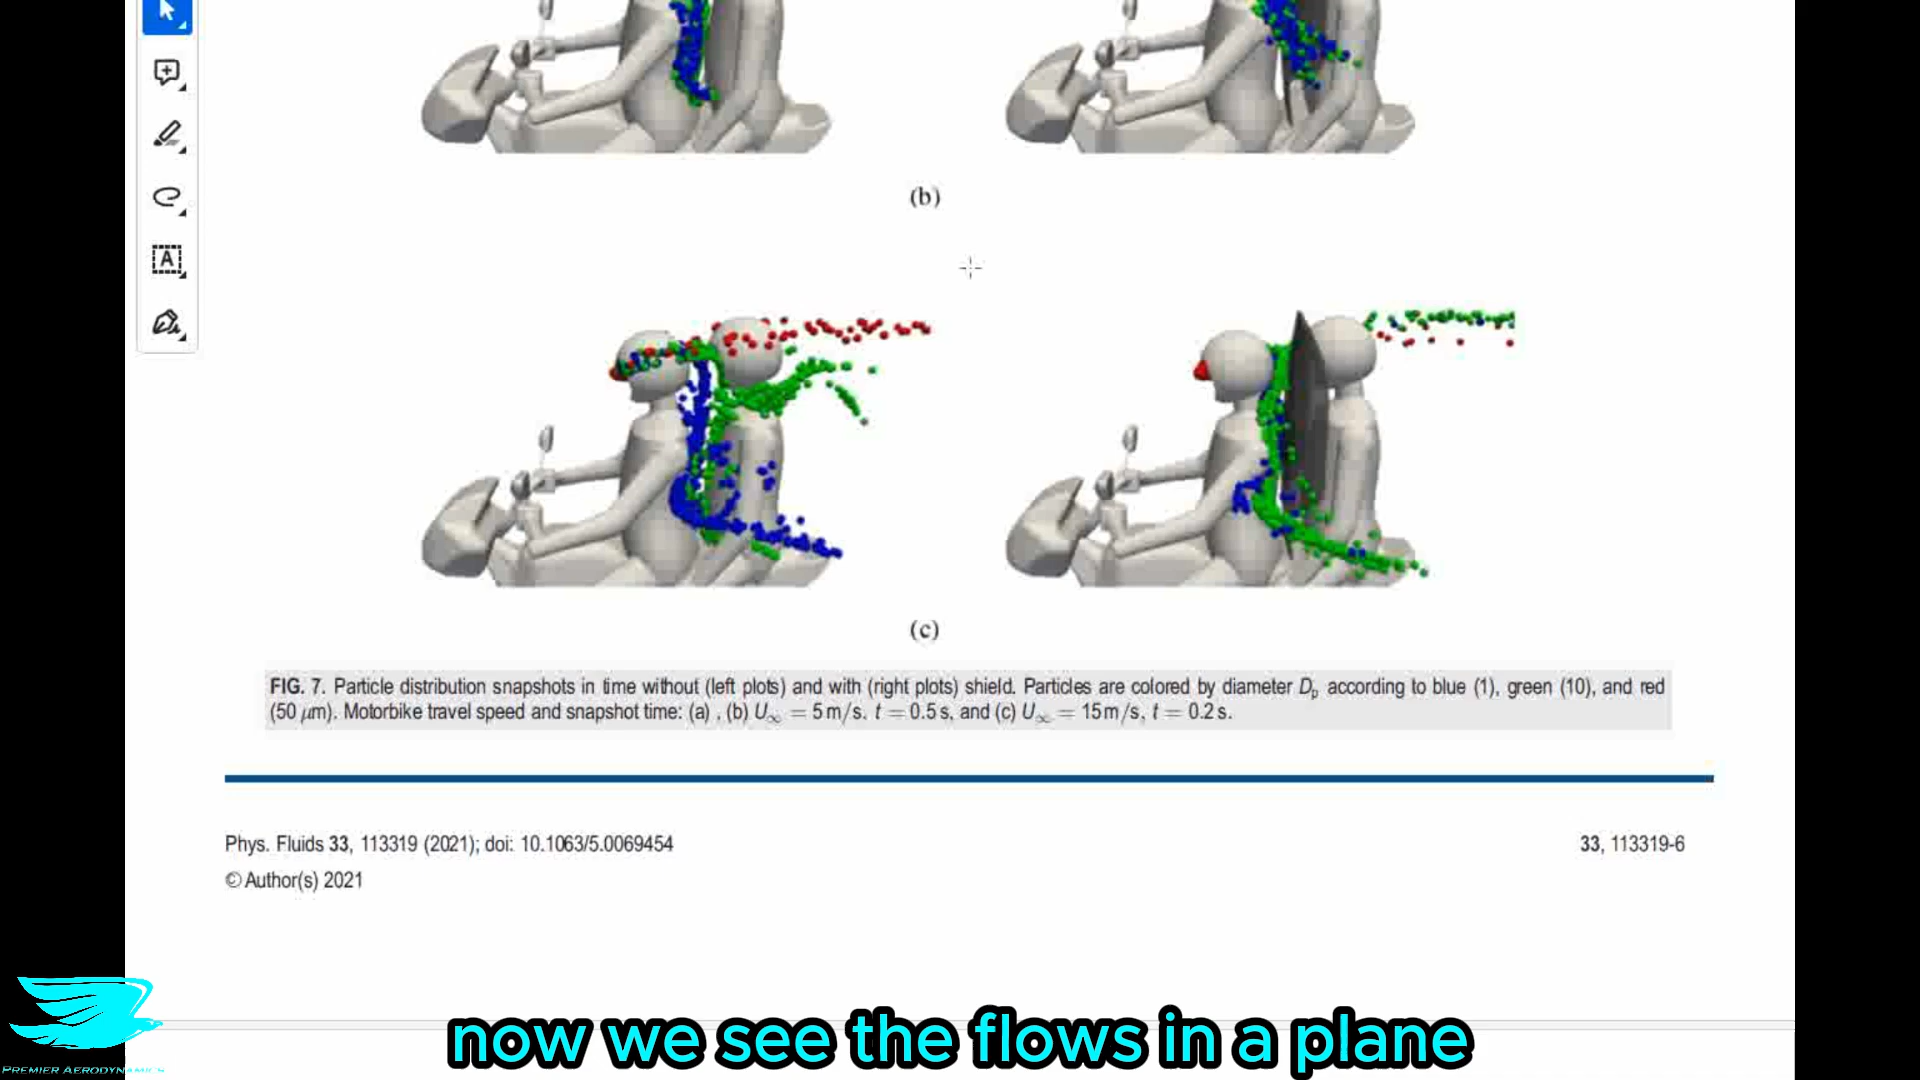 A
(b)
(c)
FIG. 7. Particle distribution snapshots in time without (left plots) and with (right plots) shield. Particles are colored by diameter Dp according to blue (1), green (10), and red
(50 μm). Motorbike travel speed and snapshot time: (a) , (b) U∞ = 5 m/s, t = 0.5 s, and (c) U∞ = 15 m/s, t = 0.2 s.
Phys. Fluids 33, 113319 (2021); doi: 10.1063/5.0069454
33, 113319-6
© Author(s) 2021
now we see the flows in a plane
PREMIER AERODYNAMICS